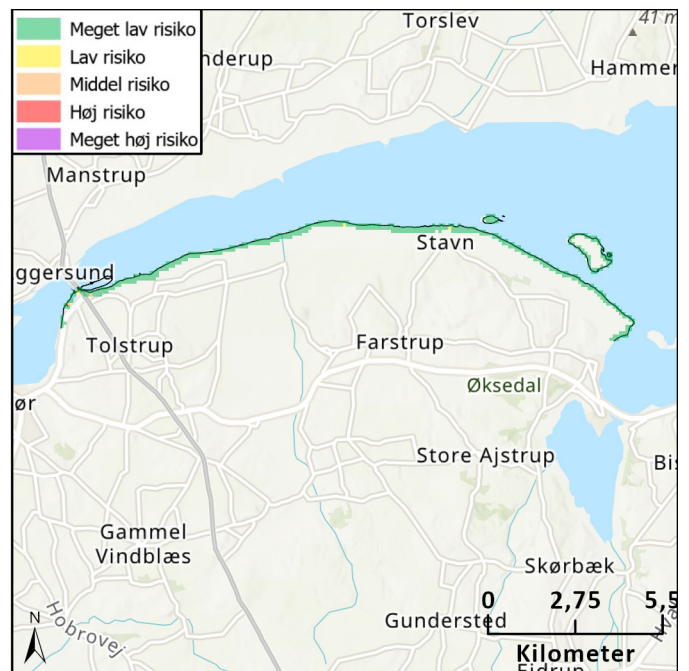 Meget lav risiko
Lav risiko
Middel risiko
Høj risiko
Meget høj risiko
Torslev
41 m
nderup
Hammer
Manstrup
ggersund
Stavn
Tolstrup
Farstrup
Øksedal
ør
Store Ajstrup
Bis
Gammel
Vindblæs
Skørbæk
Hobrovej
Gundersted
N
0 2,75 5,5
Kilometer